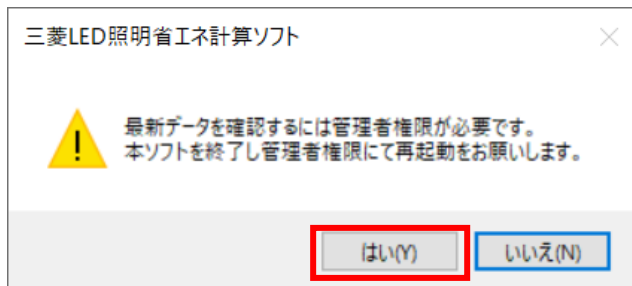 三菱LED照明省エネ計算ソフト
最新データを確認するには管理者権限が必要です。
本ソフトを終了し管理者権限にて再起動をお願いします。
はい(Y)
いいえ(N)